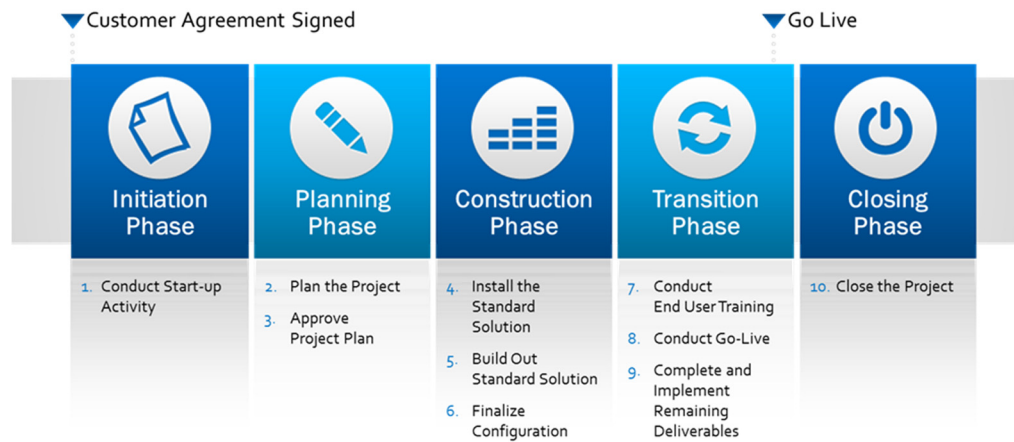 Customer Agreement Signed
Go Live
Initiation
Phase
Planning
Phase
Construction
Phase
Transition
Phase
Closing
Phase
1. Conduct Start-up
Activity
2. Plan the Project
3. Approve
Project Plan
4. Install the
Standard
Solution
5. Build Out
Standard Solution
6. Finalize
Configuration
7. Conduct
End User Training
8. Conduct Go-Live
9. Complete and
Implement
Remaining
Deliverables
10. Close the Project